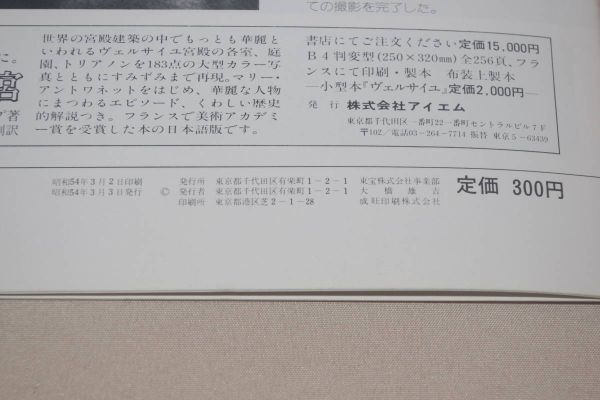 ての撮影を完了した。
た。
宮
プ著
訓訳
世界の宮殿建築の中でもっとも華麗と
いわれるヴェルサイユ宮殿の各室、庭
園、トリアノンを183点の大型カラー写
真とともにすみずみまで再現。マリー・
アントワネットをはじめ、華麗な人物
にまつわるエピソード、くわしい歴史
的解説つき。フランスで美術アカデミ
ー賞を受賞した本の日本語版です。
書店にてご注文ください定価15,000円
B4判変型(250×320mm)全256頁、フラ
ンスにて印刷・製本 布装上製本
―小型本『ヴェルサイユ』定価2,000円―
発行 株式会社アイエム
東京都千代田区一番町22―一番町セントラルビル7F
〒102/電話03-264-7714 振替 東京5-63439
昭和54年3月2日印刷 発行所 東京都千代田区有楽町1-2-1 東宝株式会社事業部
昭和54年3月3日発行 © 発行者 東京都千代田区有楽町1-2-1 大橋雄吉
印刷所 東京都港区芝2-1-28 成旺印刷株式会社
定価 300円